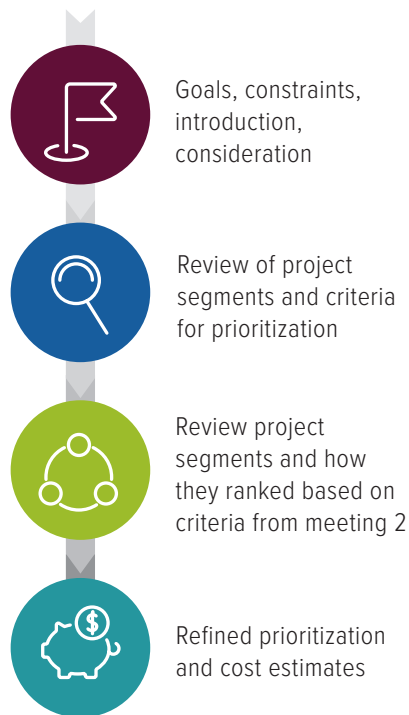 Goals, constraints,
introduction,
consideration
Review of project
segments and criteria
for prioritization
Review project
segments and how
they ranked based on
criteria from meeting 2
$
Refined prioritization
and cost estimates